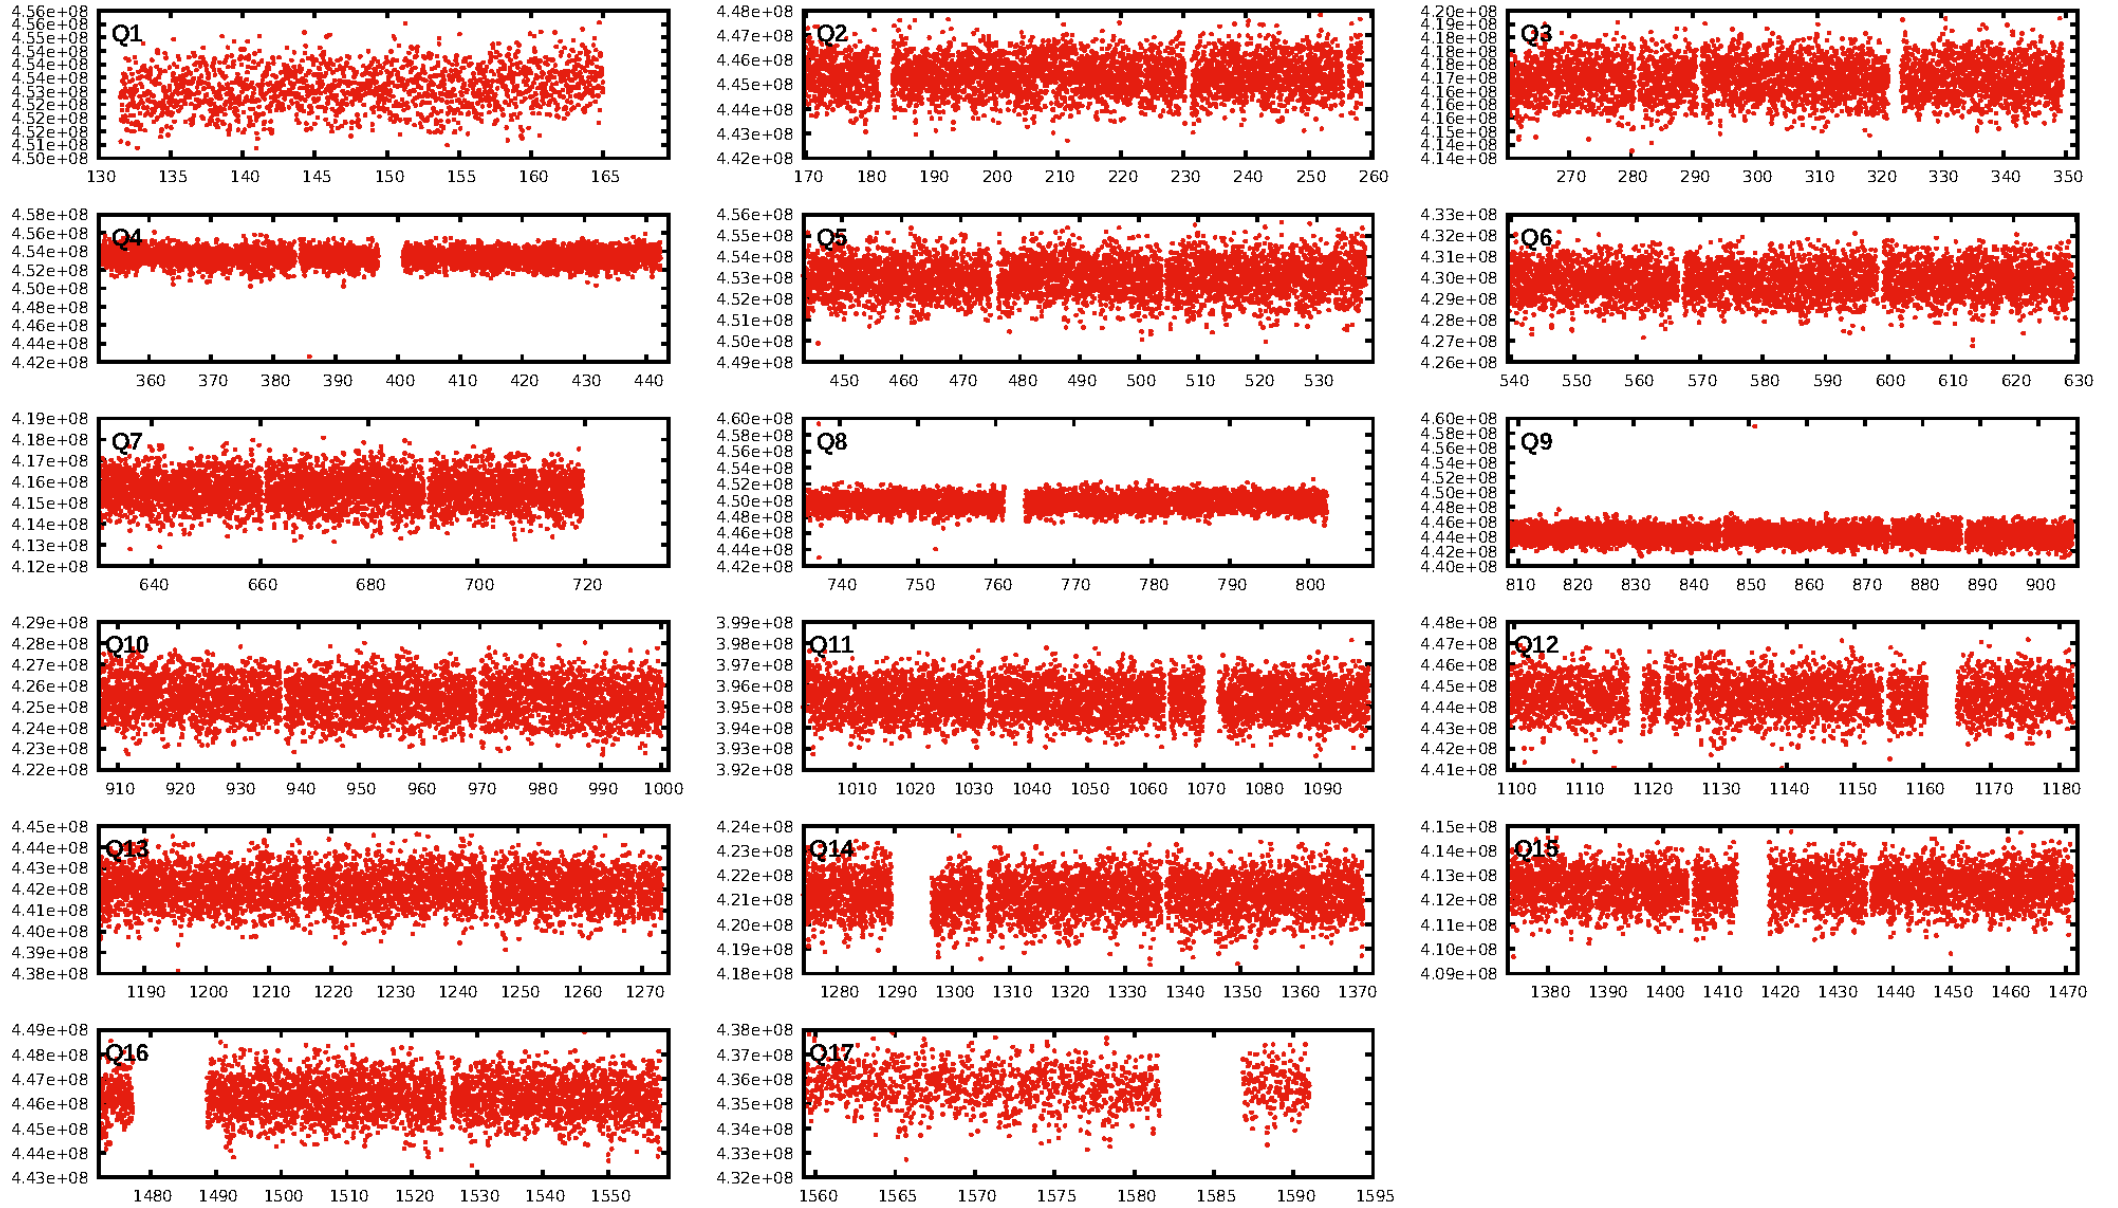 Q1
4.56e+08
4.56e+08
4.55e+08
4.54e+08
4.54e+08
4.54e+08
4.53e+08
4.52e+08
4.52e+08
4.52e+08
4.51e+08
4.50e+08
130 135 140 145 150 155 160 165
Q2
4.48e+08
4.47e+08
4.46e+08
4.45e+08
4.44e+08
4.43e+08
4.42e+08
170 180 190 200 210 220 230 240 250 260
Q3
4.20e+08
4.19e+08
4.19e+08
4.18e+08
4.18e+08
4.17e+08
4.17e+08
4.16e+08
4.16e+08
4.15e+08
4.14e+08
4.14e+08
270 280 290 300 310 320 330 340 350
Q4
4.58e+08
4.56e+08
4.54e+08
4.52e+08
4.50e+08
4.48e+08
4.46e+08
4.44e+08
4.42e+08
360 370 380 390 400 410 420 430 440
Q5
4.56e+08
4.55e+08
4.54e+08
4.53e+08
4.52e+08
4.51e+08
4.50e+08
4.49e+08
450 460 470 480 490 500 510 520 530
Q6
4.33e+08
4.32e+08
4.31e+08
4.30e+08
4.29e+08
4.28e+08
4.27e+08
4.26e+08
540 550 560 570 580 590 600 610 620 630
Q7
4.19e+08
4.18e+08
4.17e+08
4.16e+08
4.15e+08
4.14e+08
4.13e+08
4.12e+08
640 660 680 700 720
Q8
4.60e+08
4.58e+08
4.56e+08
4.54e+08
4.52e+08
4.50e+08
4.48e+08
4.46e+08
4.44e+08
4.42e+08
740 750 760 770 780 790 800
Q9
4.60e+08
4.58e+08
4.56e+08
4.54e+08
4.52e+08
4.50e+08
4.48e+08
4.46e+08
4.44e+08
4.42e+08
4.40e+08
810 820 830 840 850 860 870 880 890 900
Q10
4.29e+08
4.28e+08
4.27e+08
4.26e+08
4.25e+08
4.24e+08
4.23e+08
4.22e+08
910 920 930 940 950 960 970 980 990 1000
Q11
3.99e+08
3.98e+08
3.97e+08
3.96e+08
3.95e+08
3.94e+08
3.93e+08
3.92e+08
1010 1020 1030 1040 1050 1060 1070 1080 1090
Q12
4.48e+08
4.47e+08
4.46e+08
4.45e+08
4.44e+08
4.43e+08
4.42e+08
4.41e+08
1100 1110 1120 1130 1140 1150 1160 1170 1180
Q13
4.45e+08
4.44e+08
4.43e+08
4.42e+08
4.41e+08
4.40e+08
4.39e+08
4.38e+08
1190 1200 1210 1220 1230 1240 1250 1260 1270
Q14
4.24e+08
4.23e+08
4.22e+08
4.21e+08
4.20e+08
4.19e+08
4.18e+08
1280 1290 1300 1310 1320 1330 1340 1350 1360 1370
Q15
4.15e+08
4.14e+08
4.13e+08
4.12e+08
4.11e+08
4.10e+08
4.09e+08
1380 1390 1400 1410 1420 1430 1440 1450 1460 1470
Q16
4.49e+08
4.48e+08
4.47e+08
4.46e+08
4.45e+08
4.44e+08
4.43e+08
1480 1490 1500 1510 1520 1530 1540 1550
Q17
4.38e+08
4.37e+08
4.36e+08
4.35e+08
4.34e+08
4.33e+08
4.32e+08
1560 1565 1570 1575 1580 1585 1590 1595